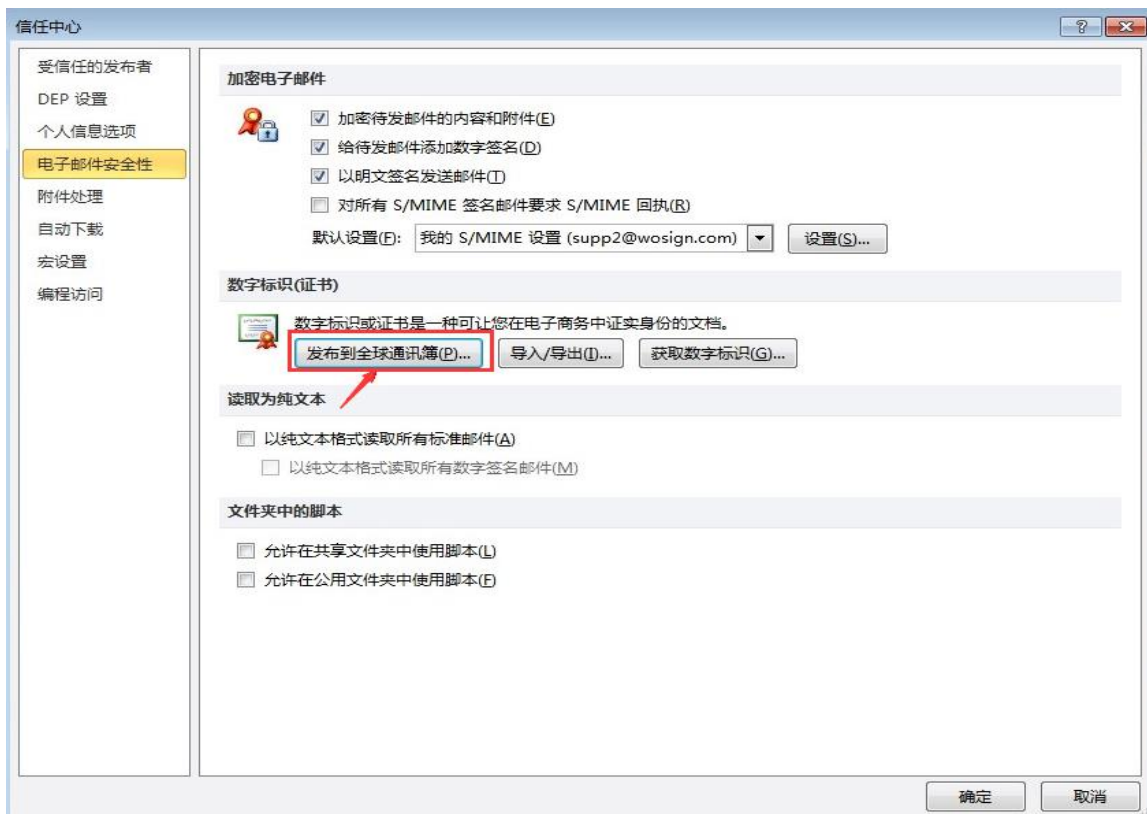 信任中心
受信任的发布者
DEP 设置
个人信息选项
电子邮件安全性
附件处理
自动下载
宏设置
编程访问
加密电子邮件
加密待发邮件的内容和附件(E)
给待发邮件添加数字签名(D)
以明文签名发送邮件(T)
对所有 S/MIME 签名邮件要求 S/MIME 回执(R)
默认设置(F): 我的 S/MIME 设置 (supp2@wosign.com) 设置(S)...
数字标识(证书)
数字标识或证书是一种可让您在电子商务中证实身份的文档。
发布到全球通讯簿(P)... 导入/导出(I)... 获取数字标识(G)...
读取为纯文本
以纯文本格式读取所有标准邮件(A)
以纯文本格式读取所有数字签名邮件(M)
文件夹中的脚本
允许在共享文件夹中使用脚本(L)
允许在公用文件夹中使用脚本(F)
确定 取消